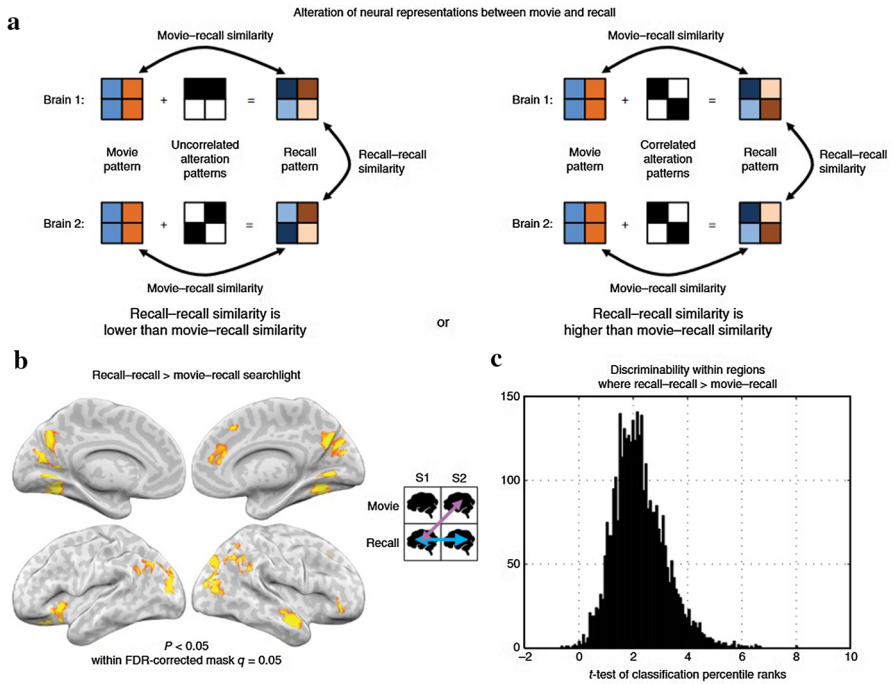 Alteration of neural representations between movie and recall
a
Movie–recall similarity
Brain 1:
+
=
Movie
pattern
Uncorrelated
alteration
patterns
Recall
pattern
Recall–recall
similarity
Brain 2:
+
=
Movie–recall similarity
Recall–recall similarity is
lower than movie–recall similarity
or
Movie–recall similarity
Brain 1:
+
=
Movie
pattern
Correlated
alteration
patterns
Recall
pattern
Recall–recall
similarity
Brain 2:
+
=
Movie–recall similarity
Recall–recall similarity is
higher than movie–recall similarity
b
Recall–recall > movie–recall searchlight
S1 S2
Movie
Recall
P < 0.05
within FDR-corrected mask q = 0.05
c
Discriminability within regions
where recall–recall > movie–recall
150
100
50
0
−2 0 2 4 6 8 10
t-test of classification percentile ranks